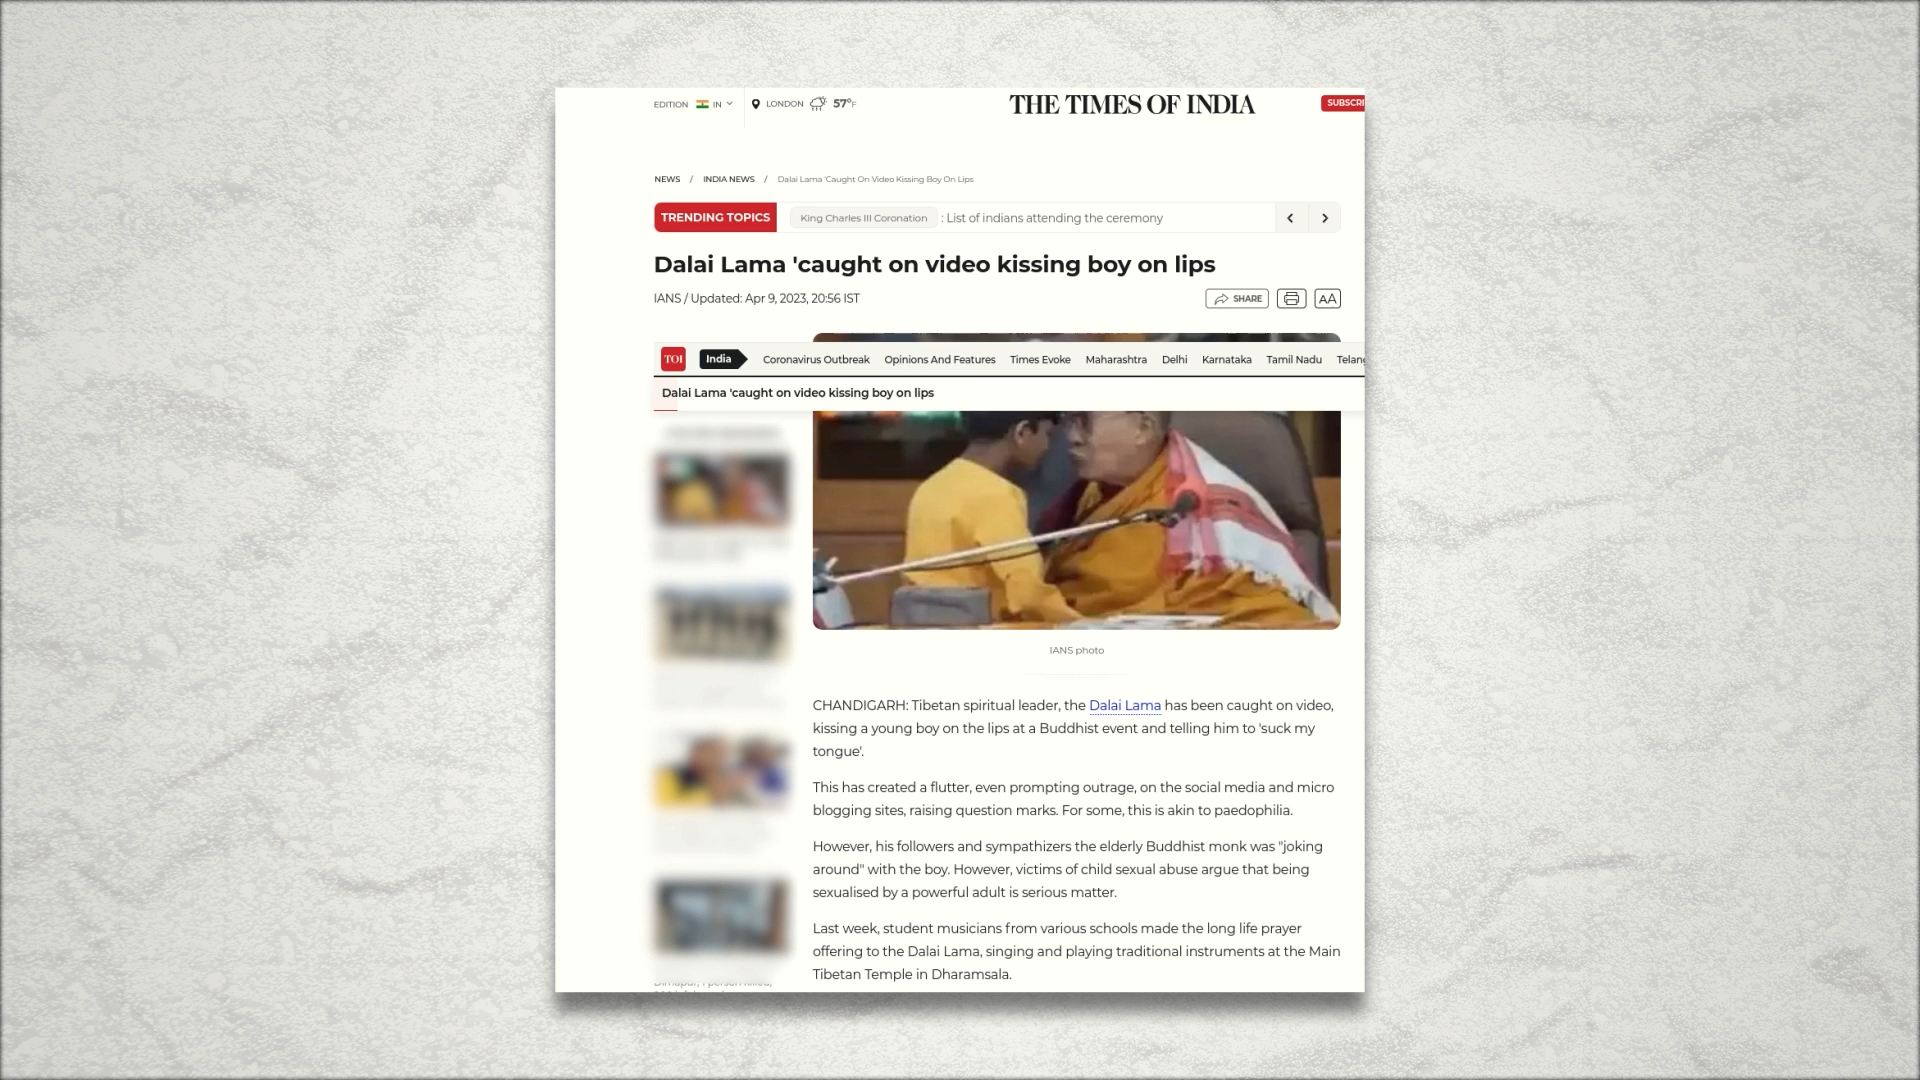 EDITION IN LONDON 57°F THE TIMES OF INDIA SUBSCRI
NEWS / INDIA NEWS / Dalai Lama 'Caught On Video Kissing Boy On Lips
TRENDING TOPICS King Charles III Coronation : List of indians attending the ceremony
Dalai Lama 'caught on video kissing boy on lips
IANS / Updated: Apr 9, 2023, 20:56 IST SHARE AA
TOI India Coronavirus Outbreak Opinions And Features Times Evoke Maharashtra Delhi Karnataka Tamil Nadu Telang
Dalai Lama 'caught on video kissing boy on lips
IANS photo
CHANDIGARH: Tibetan spiritual leader, the Dalai Lama has been caught on video,
kissing a young boy on the lips at a Buddhist event and telling him to 'suck my
tongue'.
This has created a flutter, even prompting outrage, on the social media and micro
blogging sites, raising question marks. For some, this is akin to paedophilia.
However, his followers and sympathizers the elderly Buddhist monk was "joking
around" with the boy. However, victims of child sexual abuse argue that being
sexualised by a powerful adult is serious matter.
Last week, student musicians from various schools made the long life prayer
offering to the Dalai Lama, singing and playing traditional instruments at the Main
Tibetan Temple in Dharamsala.